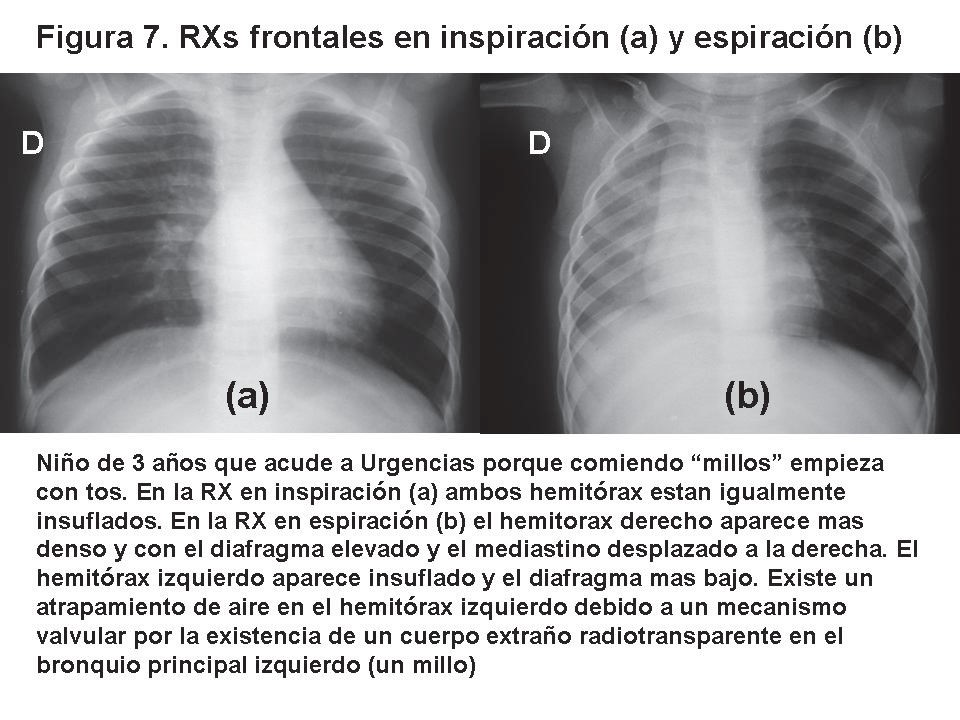 Figura 7. RXs frontales en inspiración (a) y espiración (b)
D
D
(a)
(b)
Niño de 3 años que acude a Urgencias porque comiendo “millos” empieza
con tos. En la RX en inspiración (a) ambos hemitórax estan igualmente
insuflados. En la RX en espiración (b) el hemitorax derecho aparece mas
denso y con el diafragma elevado y el mediastino desplazado a la derecha. El
hemitórax izquierdo aparece insuflado y el diafragma mas bajo. Existe un
atrapamiento de aire en el hemitórax izquierdo debido a un mecanismo
valvular por la existencia de un cuerpo extraño radiotransparente en el
bronquio principal izquierdo (un millo)